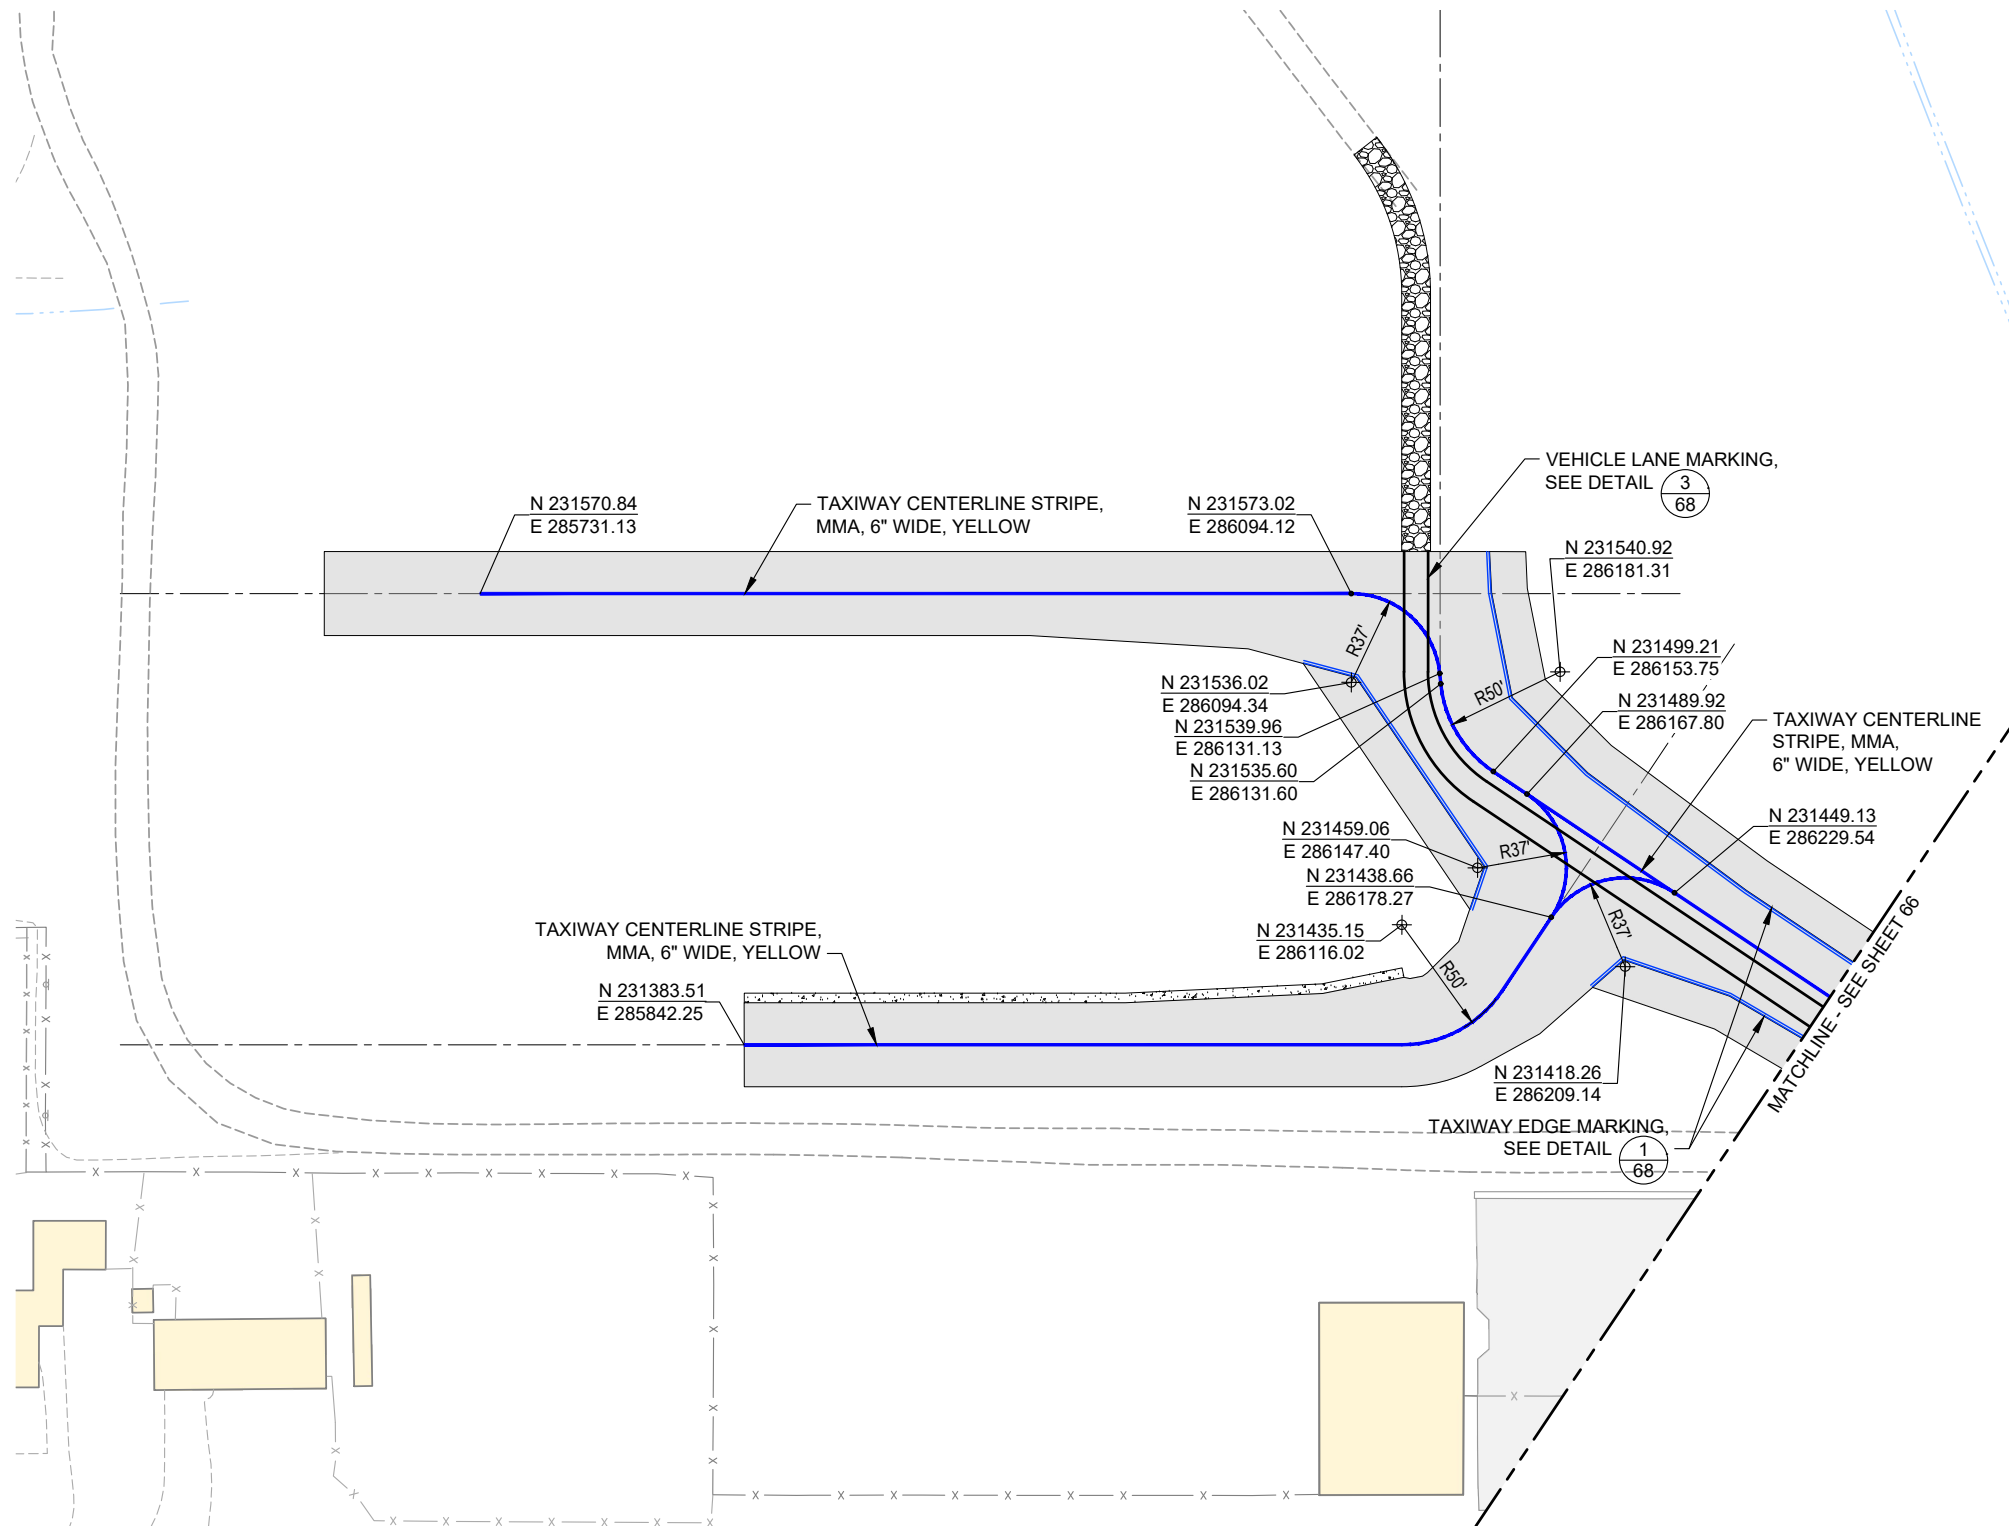 VEHICLE LANE MARKING,
SEE DETAIL 3
68
N 231570.84
E 285731.13
TAXIWAY CENTERLINE STRIPE,
MMA, 6" WIDE, YELLOW
N 231573.02
E 286094.12
N 231540.92
E 286181.31
R37'
N 231499.21
E 286153.75
N 231536.02
E 286094.34
R50'
N 231489.92
E 286167.80
N 231539.96
E 286131.13
TAXIWAY CENTERLINE
STRIPE, MMA,
6" WIDE, YELLOW
N 231535.60
E 286131.60
N 231449.13
E 286229.54
N 231459.06
E 286147.40
R37'
N 231438.66
E 286178.27
R37'
TAXIWAY CENTERLINE STRIPE,
MMA, 6" WIDE, YELLOW
N 231435.15
E 286116.02
R50'
N 231383.51
E 285842.25
MATCHLINE - SEE SHEET 66
N 231418.26
E 286209.14
TAXIWAY EDGE MARKING,
SEE DETAIL 1
68